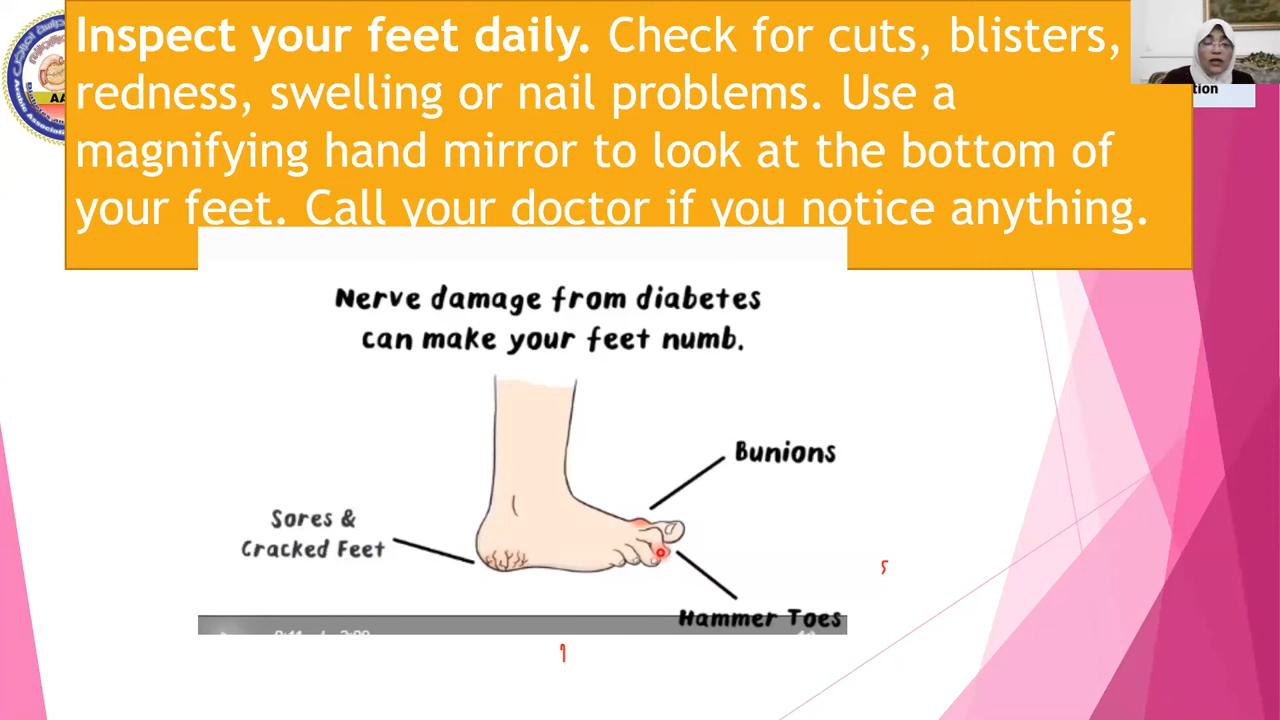 Inspect your feet daily. Check for cuts, blisters,
redness, swelling or nail problems. Use a
magnifying hand mirror to look at the bottom of
your feet. Call your doctor if you notice anything.
Nerve damage from diabetes
can make your feet numb.
Bunions
Sores &
Cracked Feet
Hammer Toes